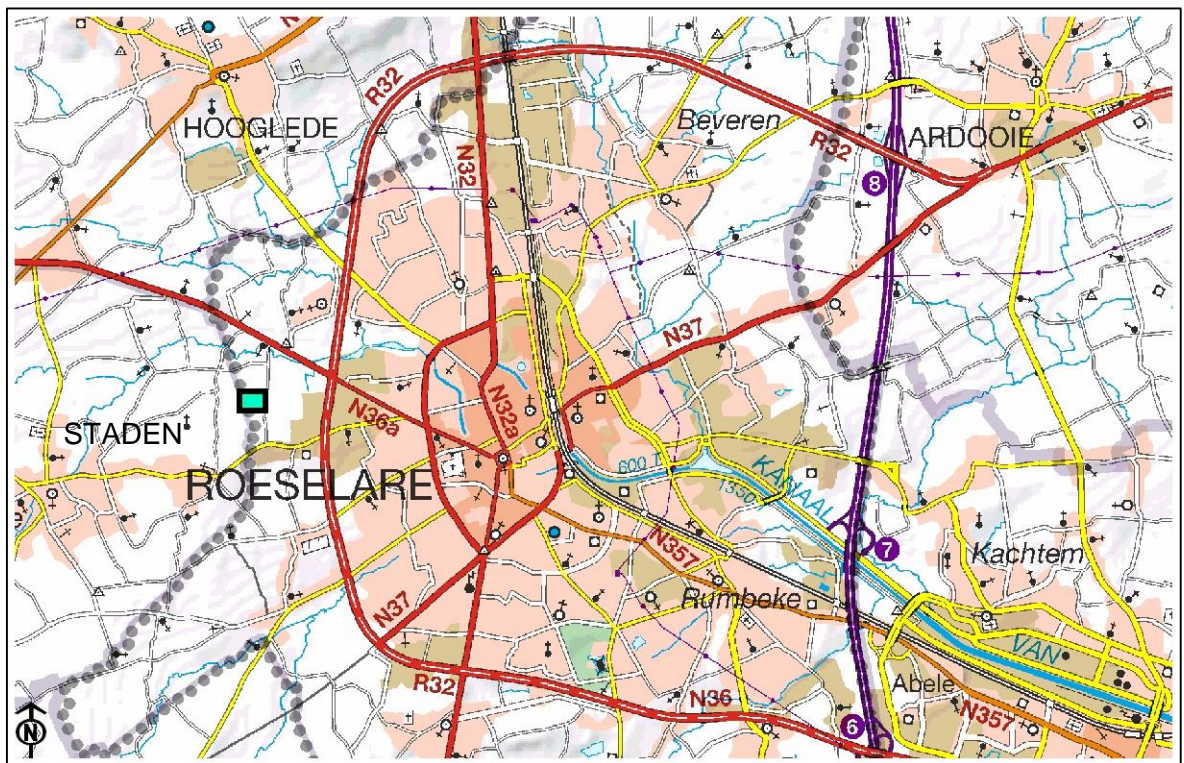 N
R32
HOOGLEDE
Beveren
ARDOOIE
R32
N32
8
N37
N36a
N32a
STADEN
ROESELARE
600 T
KANAAL
1350
7
N357
Kachtem
Rumbeke
N37
VAN
R32
N36
Abele
N357
6
N